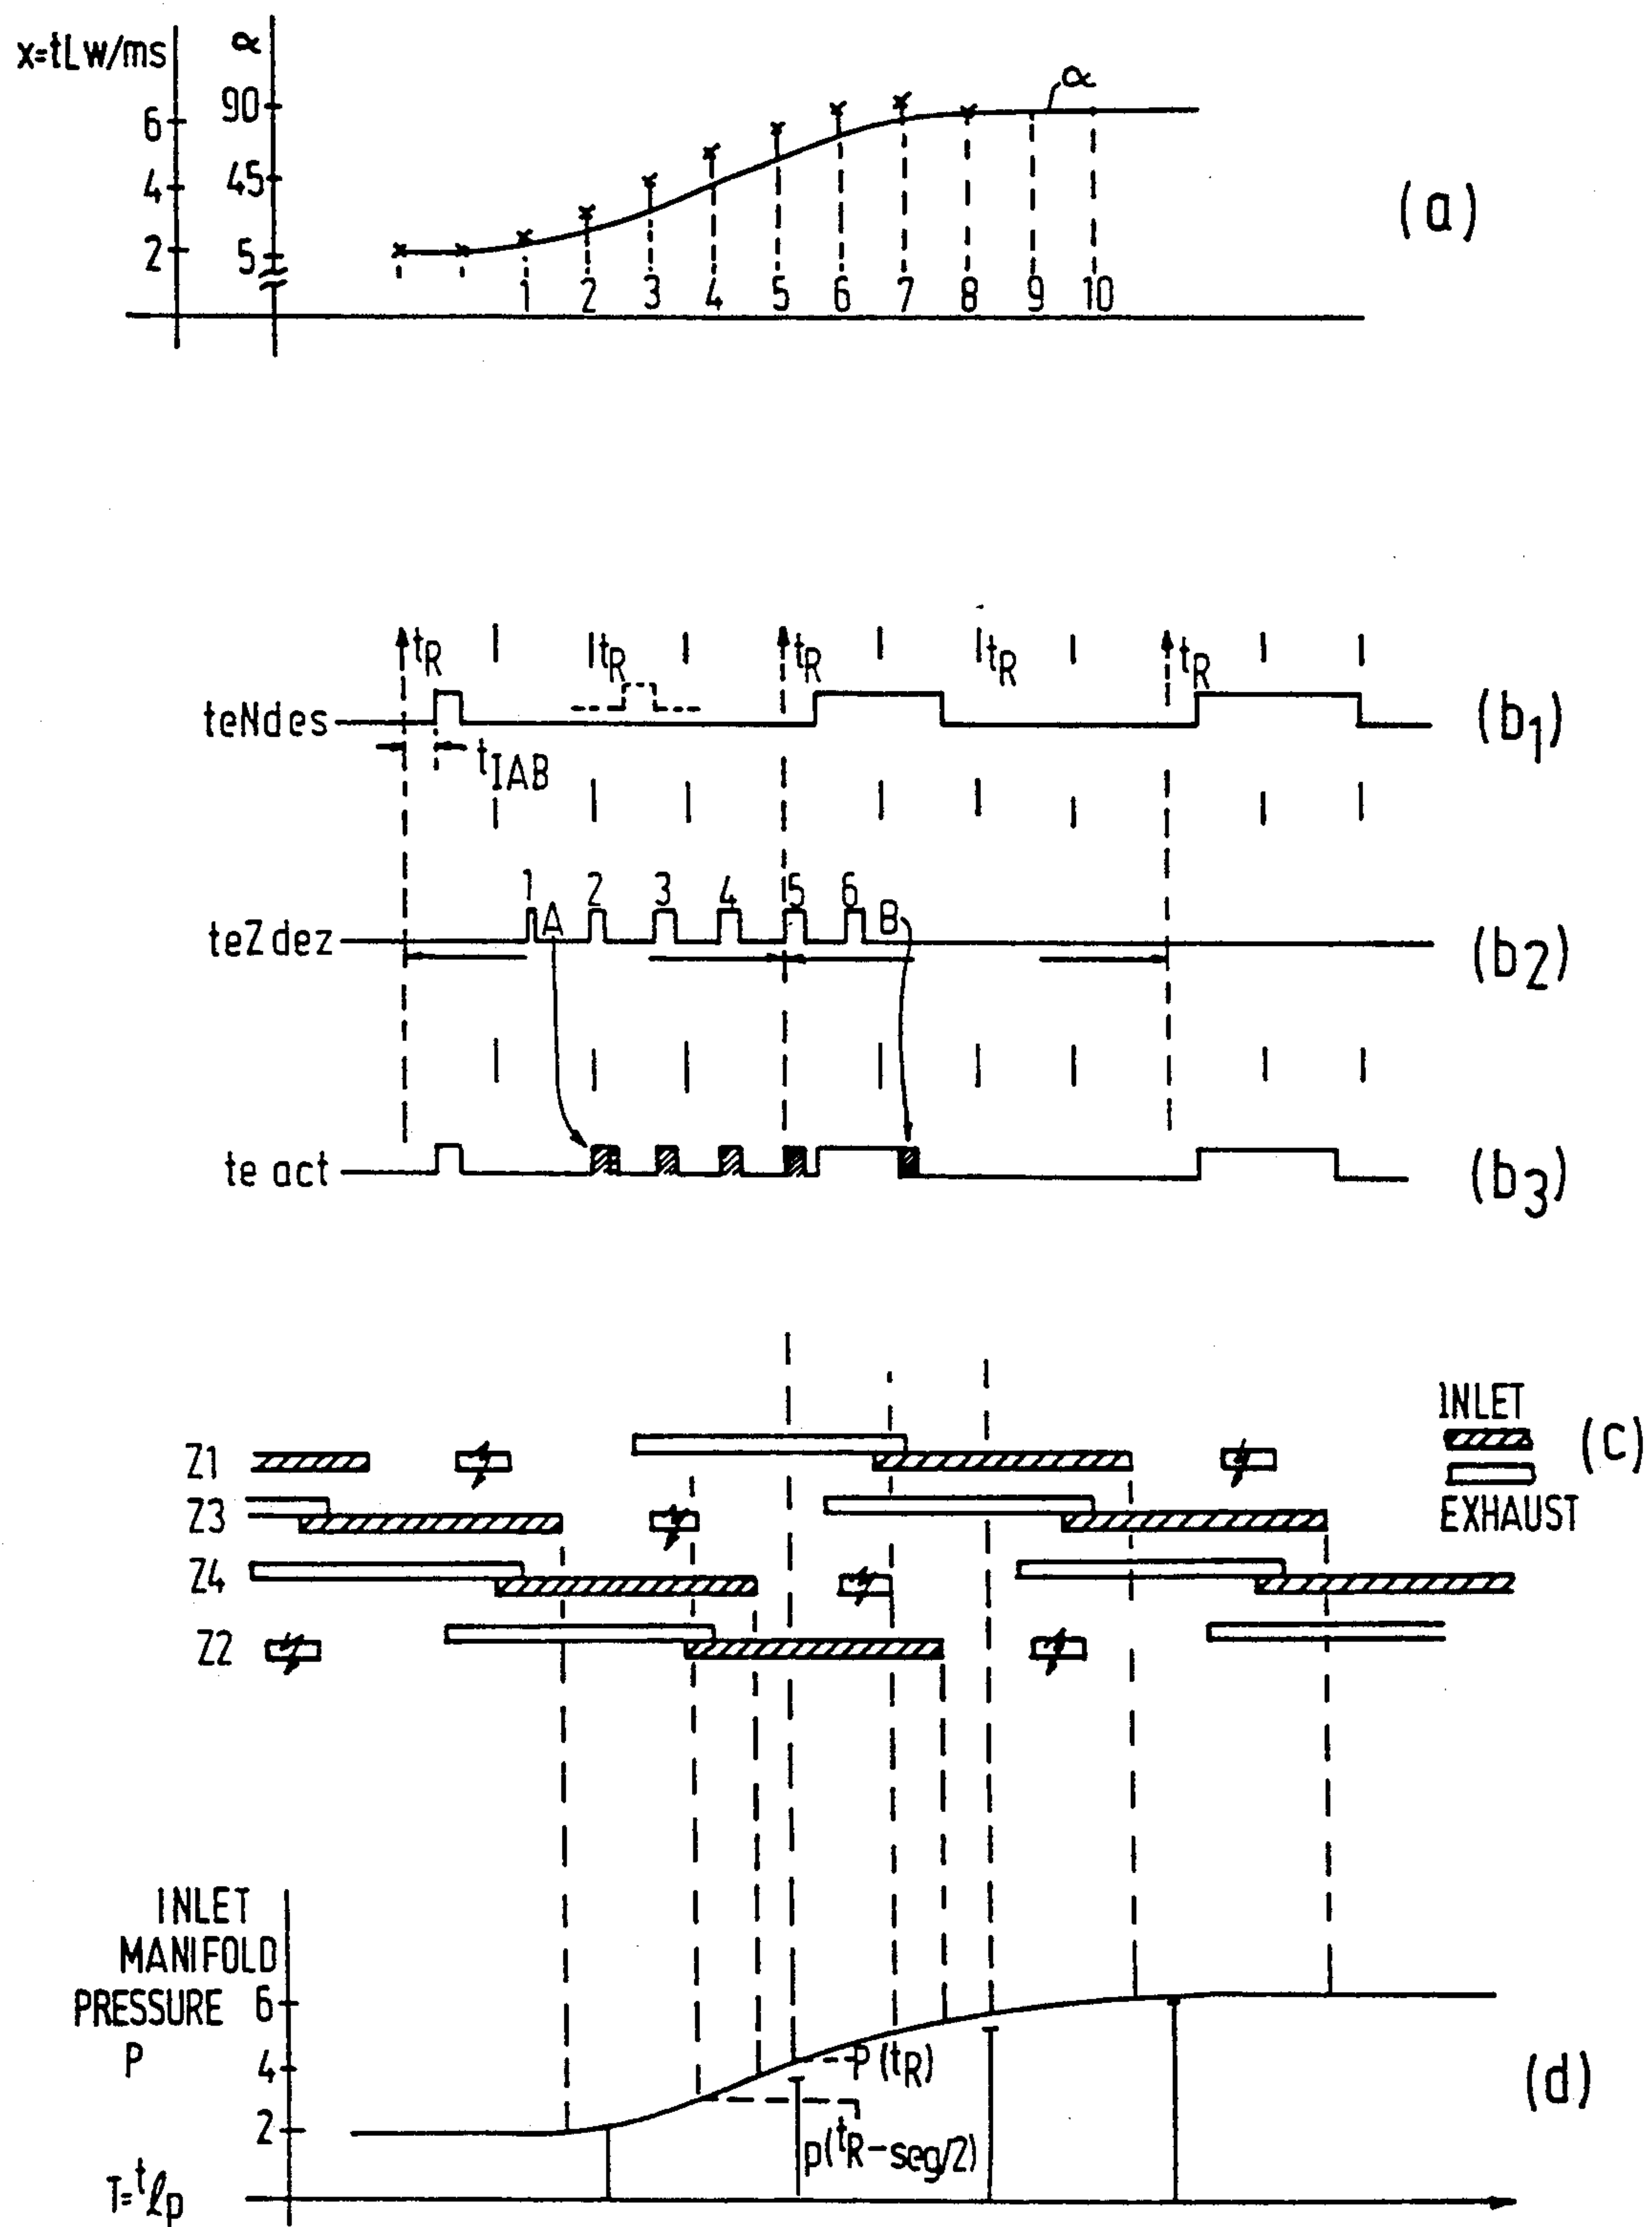 x=tLw/ms
α
6
4
2
90
45
5
α
1 2 3 4 5 6 7 8 9 10
(a)
tR tR tR tR tR
teNdes
tIAB
(b1)
1 2 3 4 5 6
A B
teZdez
(b2)
te act
(b3)
Z1
Z3
Z4
Z2
INLET
EXHAUST
(c)
INLET
MANIFOLD
PRESSURE
P
6
4
2
P(tR)
p(tR-seg/2)
T=tℓp
(d)